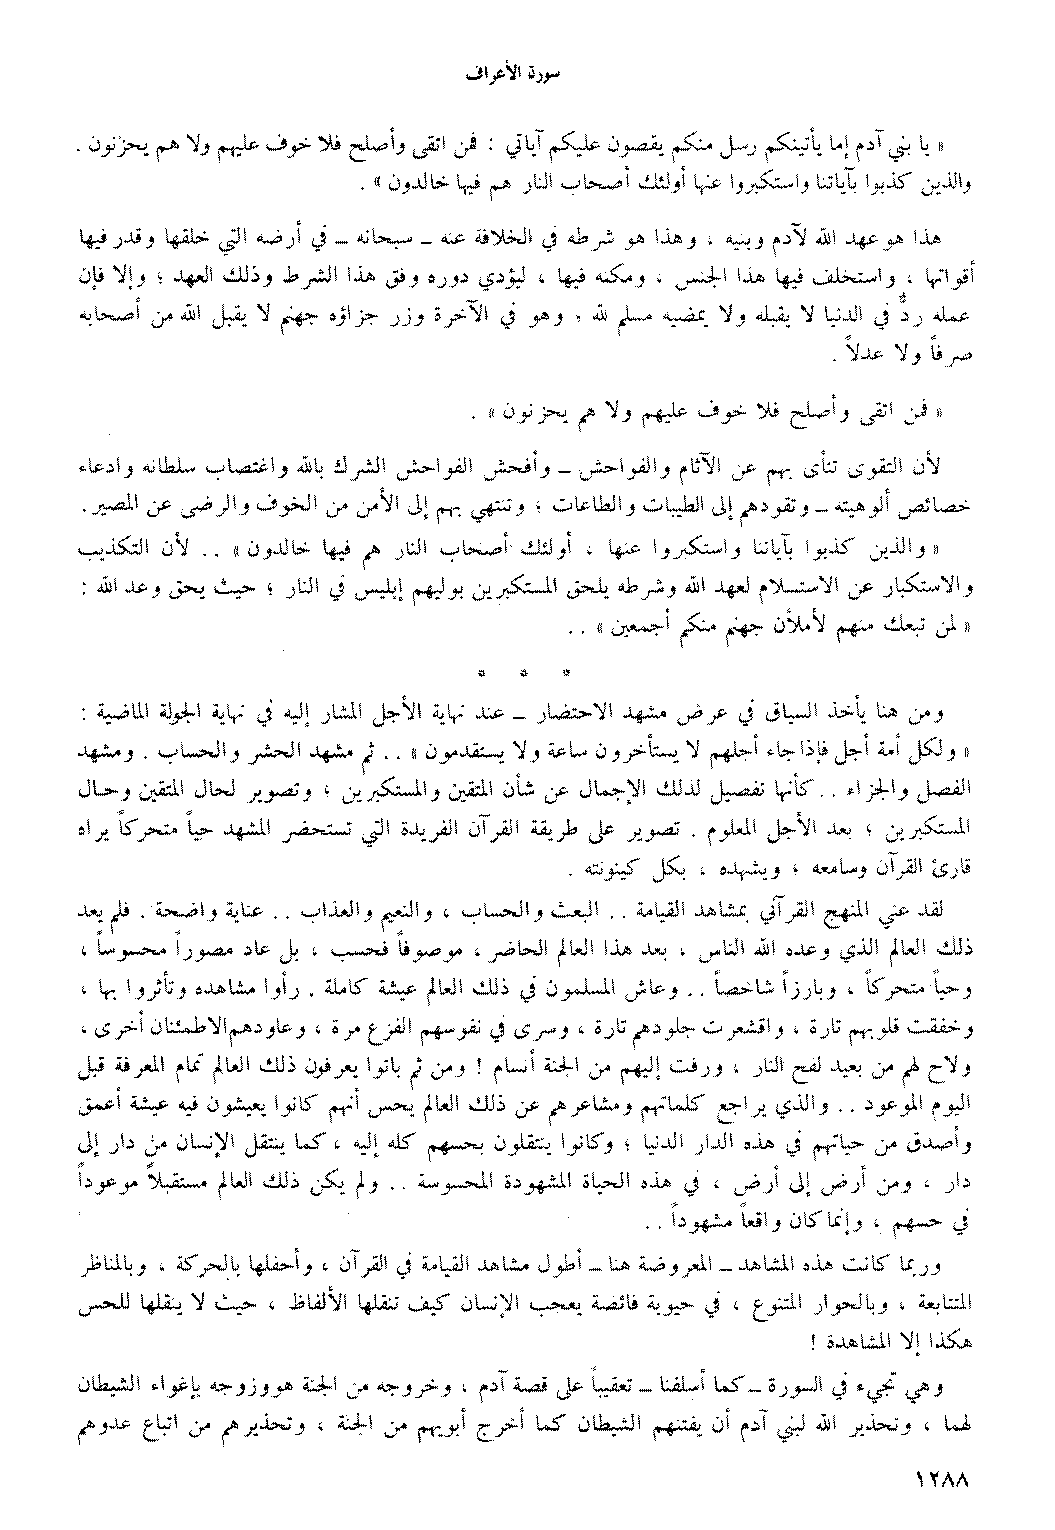 سورة الأعراف
« يا بني آدم إما يأتينكم رسل منكم يقصون عليكم آياتي : فمن اتقى وأصلح فلا خوف عليهم ولا هم يحزنون .
والذين كذبوا بآياتنا واستكبروا عنها أولئك أصحاب النار هم فيها خالدون » .
هذا هو عهد الله لآدم وبنيه ، وهذا هو شرطه في الخلافة عنه – سبحانه – في أرضه التي خلقها وقدر فيها
أقواتها ، واستخلف فيها هذا الجنس ، ومكنه فيها ، ليؤدي دوره وفق هذا الشرط وذلك العهد ؛ وإلا فإن
عمله ردٌّ في الدنيا لا يقبله ولا يمضيه مسلم لله ، وهو في الآخرة وزر جزاؤه جهنم لا يقبل الله من أصحابه
صرفاً ولا عدلاً .
« فمن اتقى وأصلح فلا خوف عليهم ولا هم يحزنون » .
لأن التقوى تنأى بهم عن الآثام والفواحش – وأفحش الفواحش الشرك بالله واغتصاب سلطانه وادعاء
خصائص ألوهيته – وتقودهم إلى الطيبات والطاعات ؛ وتنتهي بهم إلى الأمن من الخوف والرضى عن المصير .
« والذين كذبوا بآياتنا واستكبروا عنها ، أولئك أصحاب النار هم فيها خالدون » .. لأن التكذيب
والاستكبار عن الاستسلام لعهد الله وشرطه يلحق المستكبرين بوليهم إبليس في النار ؛ حيث يحق وعد الله :
« لمن تبعك منهم لأملأن جهنم منكم أجمعين » ..
* * *
ومن هنا يأخذ السياق في عرض مشهد الاحتضار – عند نهاية الأجل المشار إليه في نهاية الجولة الماضية :
« ولكل أمة أجل فإذا جاء أجلهم لا يستأخرون ساعة ولا يستقدمون » .. ثم مشهد الحشر والحساب . ومشهد
الفصل والجزاء .. كأنها تفصيل لذلك الإجمال عن شأن المتقين والمستكبرين ؛ وتصوير لحال المتقين وحال
المستكبرين ؛ بعد الأجل المعلوم . تصوير على طريقة القرآن الفريدة التي تستحضر المشهد حياً متحركاً يراه
قارئ القرآن وسامعه ؛ ويشهده ، بكل كينونته .
لقد عني المنهج القرآني بمشاهد القيامة .. البعث والحساب ، والنعيم والعذاب .. عناية واضحة . فلم يعد
ذلك العالم الذي وعده الله الناس ، بعد هذا العالم الحاضر ، موصوفاً فحسب ، بل عاد مصوراً محسوساً ،
وحياً متحركاً ، وبارزاً شاخصاً .. وعاش المسلمون في ذلك العالم عيشة كاملة . رأوا مشاهده وتأثروا بها ،
وخفقت قلوبهم تارة ، واقشعرت جلودهم تارة ، وسرى في نفوسهم الفزع مرة ، وعاودهم الاطمئنان أخرى ،
ولاح لهم من بعيد لفح النار ، ورفت إليهم من الجنة أنسام ! ومن ثم باتوا يعرفون ذلك العالم تمام المعرفة قبل
اليوم الموعود .. والذي يراجع كلماتهم ومشاعرهم عن ذلك العالم يحس أنهم كانوا يعيشون فيه عيشة أعمق
وأصدق من حياتهم في هذه الدار الدنيا ؛ وكانوا ينتقلون بحسهم كله إليه ، كما ينتقل الإنسان من دار إلى
دار ، ومن أرض إلى أرض ، في هذه الحياة المشهودة المحسوسة .. ولم يكن ذلك العالم مستقبلاً موعوداً
في حسهم ، وإنما كان واقعاً مشهوداً ..
وربما كانت هذه المشاهد – المعروضة هنا – أطول مشاهد القيامة في القرآن ، وأحفلها بالحركة ، وبالمناظر
المتتابعة ، وبالحوار المتنوع ، في حيوية فائضة يعجب الإنسان كيف تنقلها الألفاظ ، حيث لا ينقلها للحس
هكذا إلا المشاهدة !
وهي تجيء في السورة – كما أسلفنا – تعقيباً على قصة آدم ، وخروجه من الجنة هو وزوجه بإغواء الشيطان
لهما ، وتحذير الله لبني آدم أن يفتنهم الشيطان كما أخرج أبويهم من الجنة ، وتحذيرهم من اتباع عدوهم
١٢٨٨